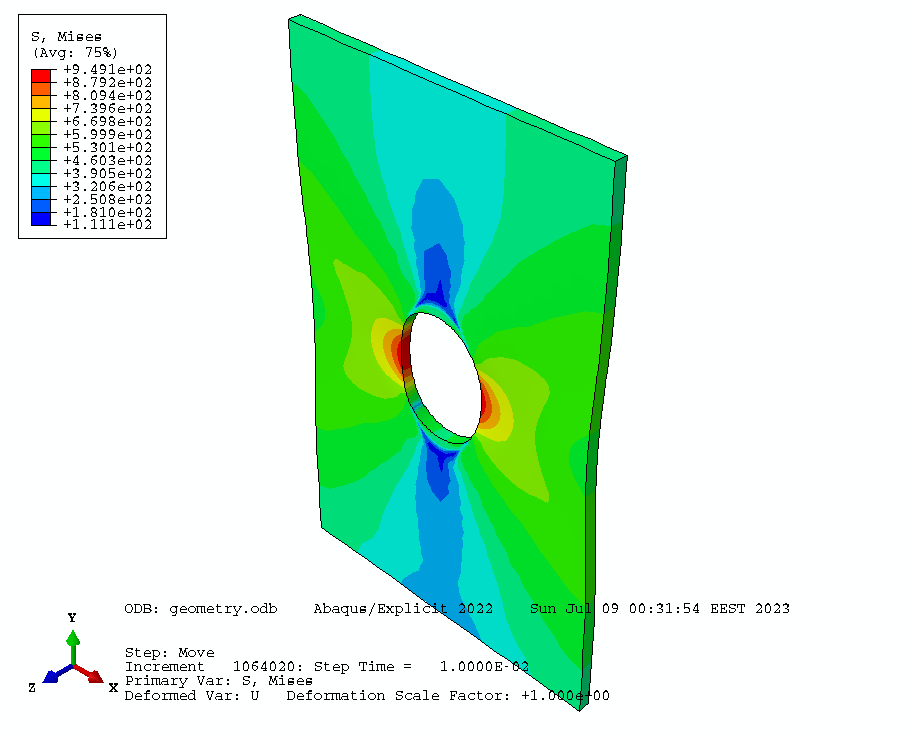 S, Mises
(Avg: 75%)
+9.491e+02
+8.792e+02
+8.094e+02
+7.396e+02
+6.698e+02
+5.999e+02
+5.301e+02
+4.603e+02
+3.905e+02
+3.206e+02
+2.508e+02
+1.810e+02
+1.111e+02
ODB: geometry.odb    Abaqus/Explicit 2022    Sun Jul 09 00:31:54 EEST 2023
Y
Z
X
Step: Move
Increment   1064020: Step Time =   1.0000E-02
Primary Var: S, Mises
Deformed Var: U   Deformation Scale Factor: +1.000e+00